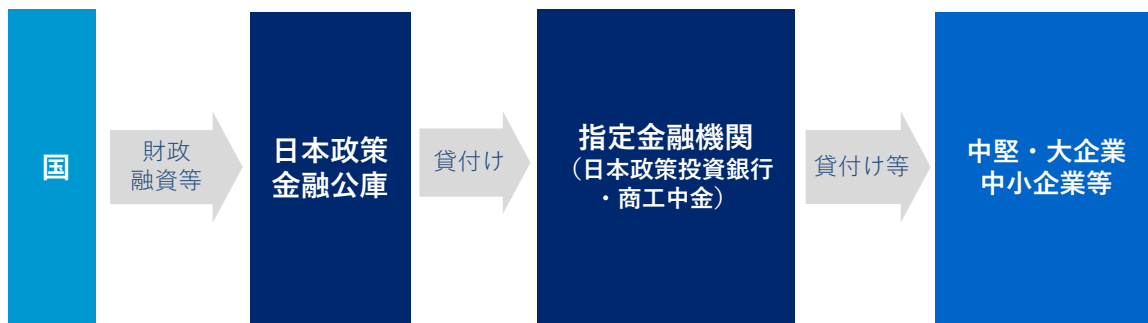 国
財政
融資等
日本政策
金融公庫
貸付け
指定金融機関
（日本政策投資銀行
・商工中金）
貸付け等
中堅・大企業
中小企業等